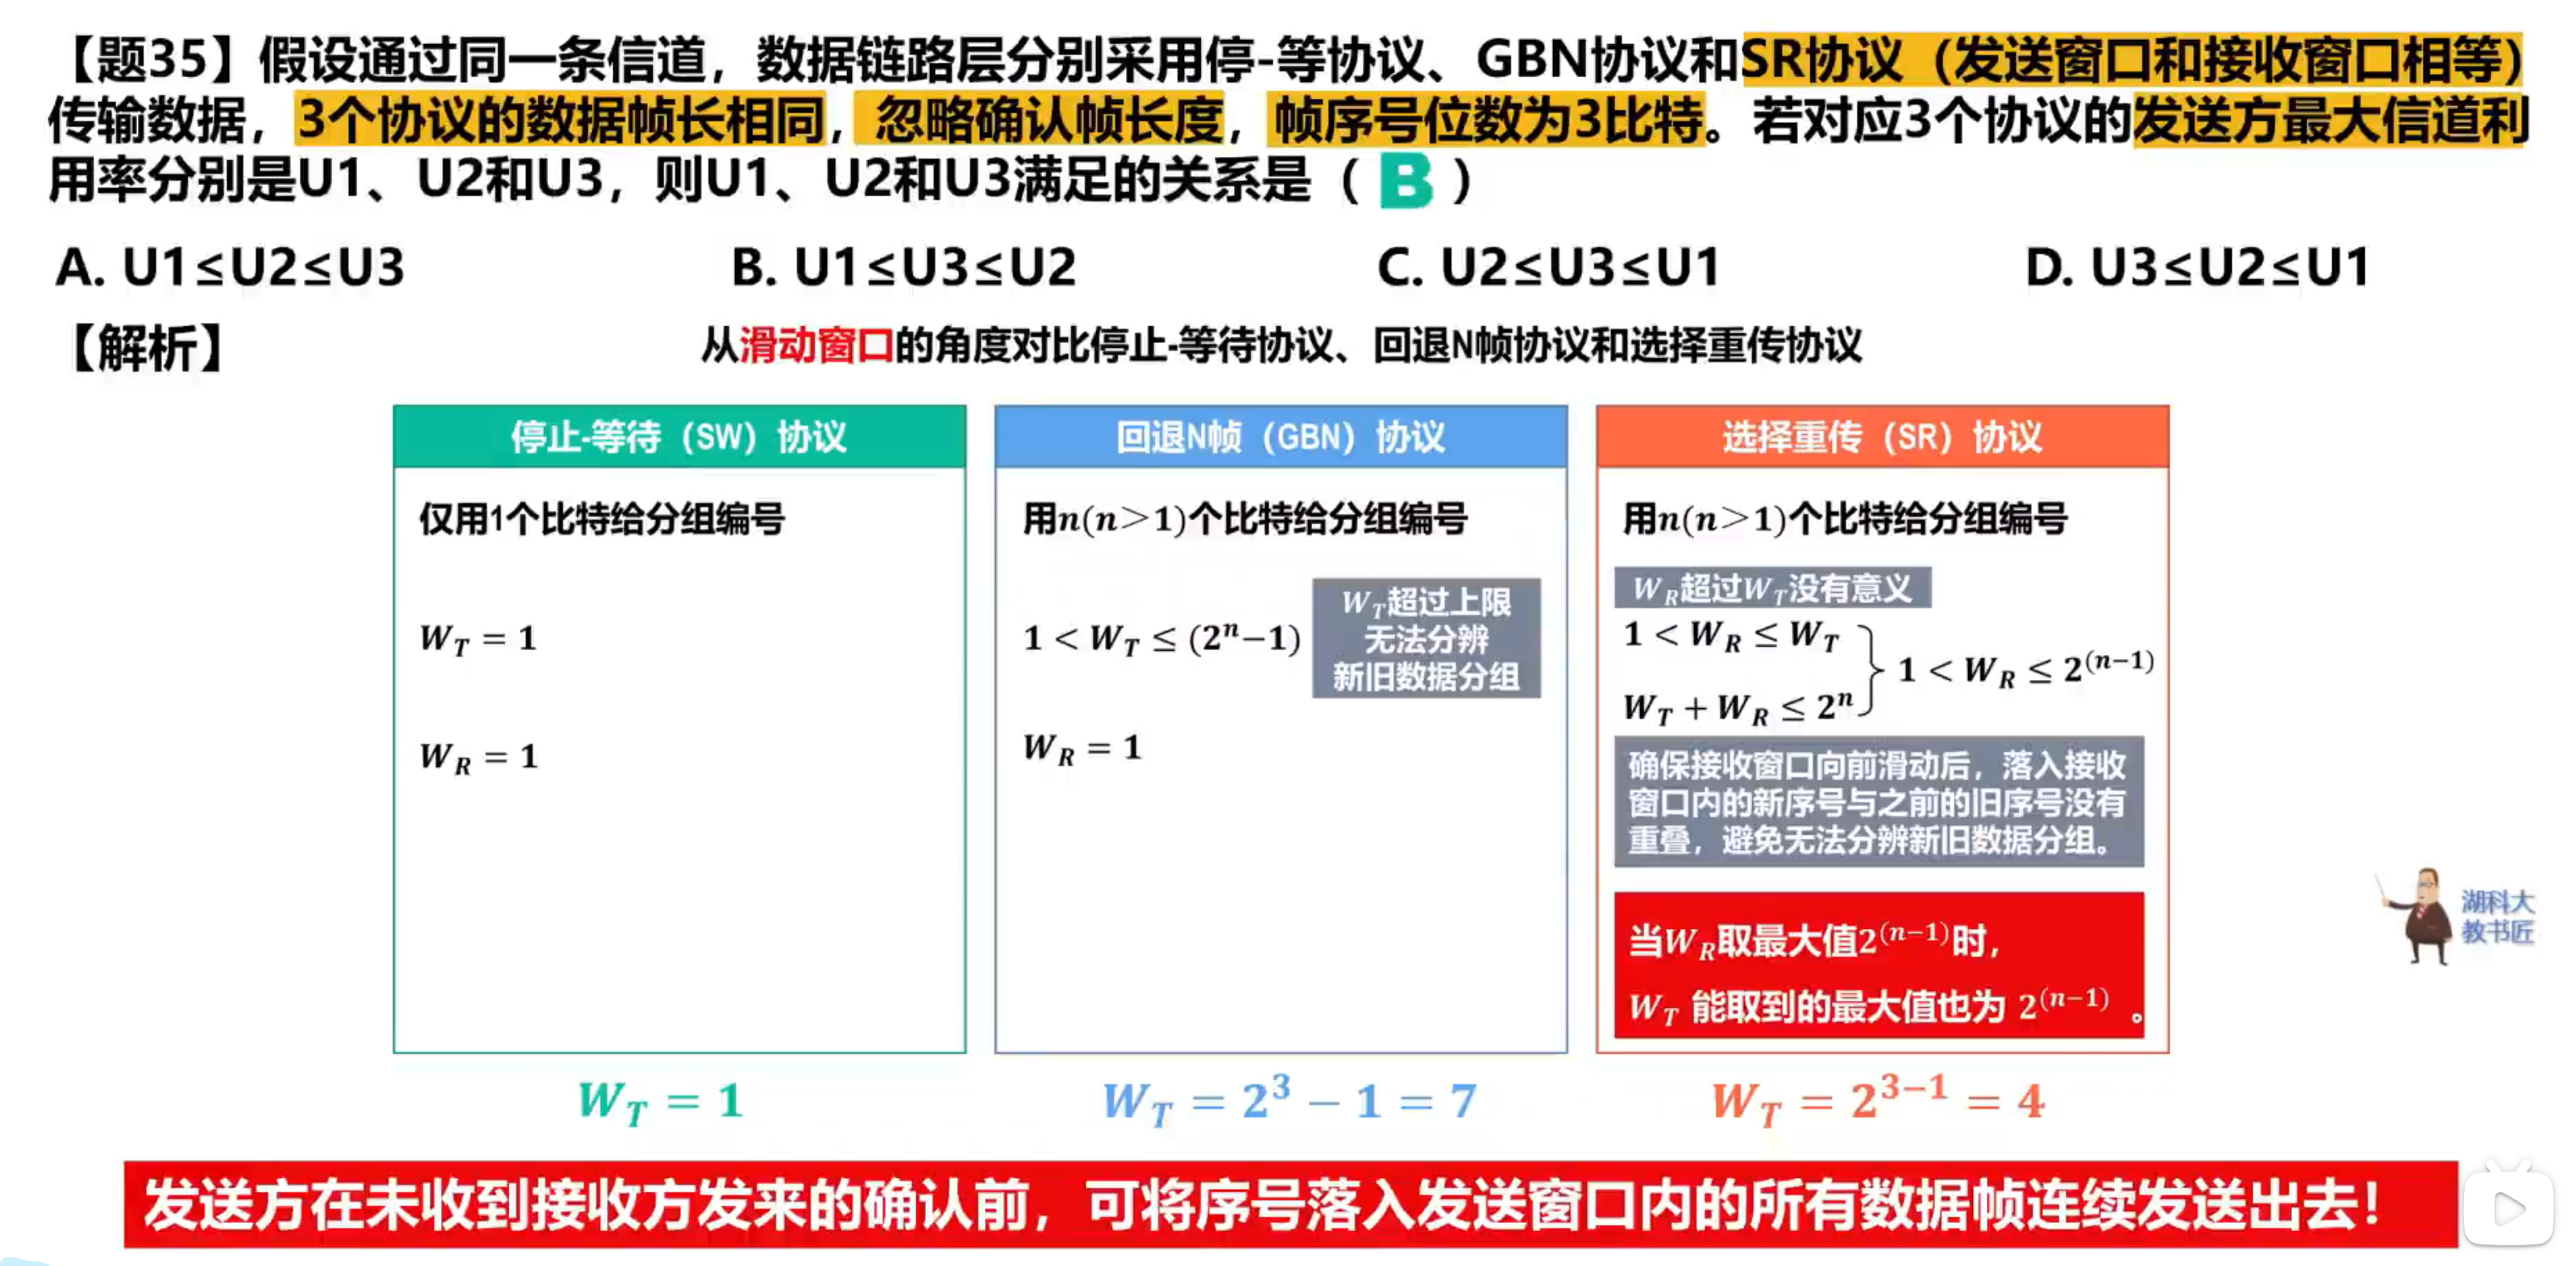 【题35】假设通过同一条信道，数据链路层分别采用停-等协议、GBN协议和SR协议（发送窗口和接收窗口相等）
传输数据，3个协议的数据帧长相同，忽略确认帧长度，帧序号位数为3比特。若对应3个协议的发送方最大信道利
用率分别是U1、U2和U3，则U1、U2和U3满足的关系是（ B ）
A. U1≤U2≤U3
B. U1≤U3≤U2
C. U2≤U3≤U1
D. U3≤U2≤U1
【解析】
从滑动窗口的角度对比停止-等待协议、回退N帧协议和选择重传协议
停止-等待（SW）协议
仅用1个比特给分组编号
W_T = 1
W_R = 1
W_T = 1
回退N帧（GBN）协议
用n(n＞1)个比特给分组编号
1 < W_T ≤ (2ⁿ−1)
W_T超过上限
无法分辨
新旧数据分组
W_R = 1
W_T = 2³ − 1 = 7
选择重传（SR）协议
用n(n＞1)个比特给分组编号
W_R超过W_T没有意义
1 < W_R ≤ W_T
W_T + W_R ≤ 2ⁿ
1 < W_R ≤ 2^(n−1)
确保接收窗口向前滑动后，落入接收
窗口内的新序号与之前的旧序号没有
重叠，避免无法分辨新旧数据分组。
当W_R取最大值2^(n−1)时，
W_T 能取到的最大值也为 2^(n−1) 。
W_T = 2^3−1 = 4
湖科大
教书匠
发送方在未收到接收方发来的确认前，可将序号落入发送窗口内的所有数据帧连续发送出去！